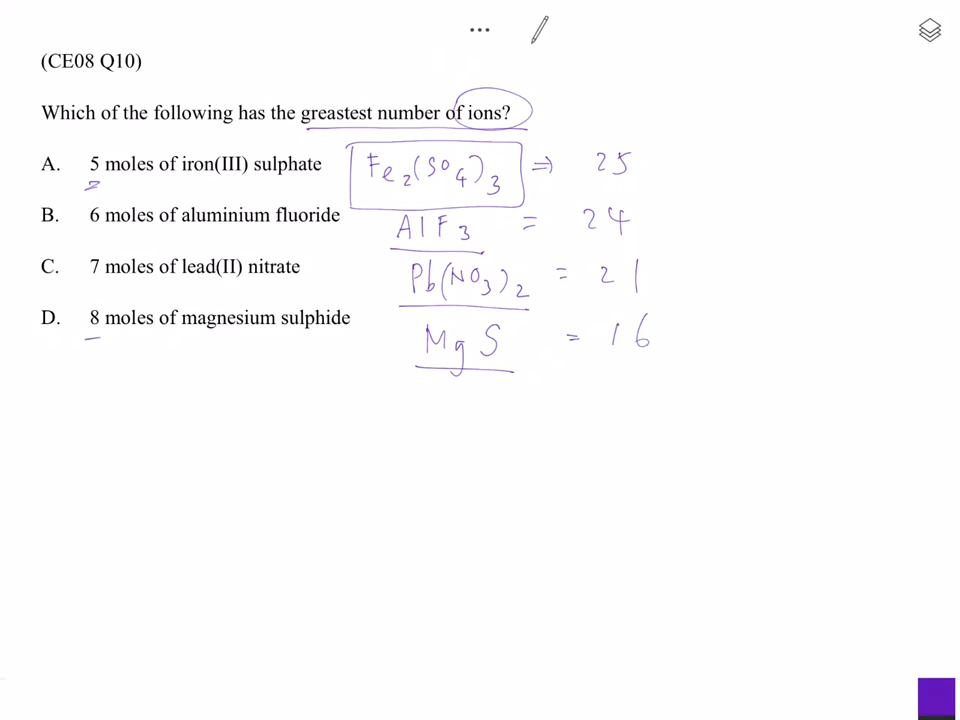 (CE08 Q10)
Which of the following has the greastest number of ions?
A. 5 moles of iron(III) sulphate Fe₂(SO₄)₃ ⇒ 25
B. 6 moles of aluminium fluoride AlF₃ = 24
C. 7 moles of lead(II) nitrate Pb(NO₃)₂ = 21
D. 8 moles of magnesium sulphide MgS = 16